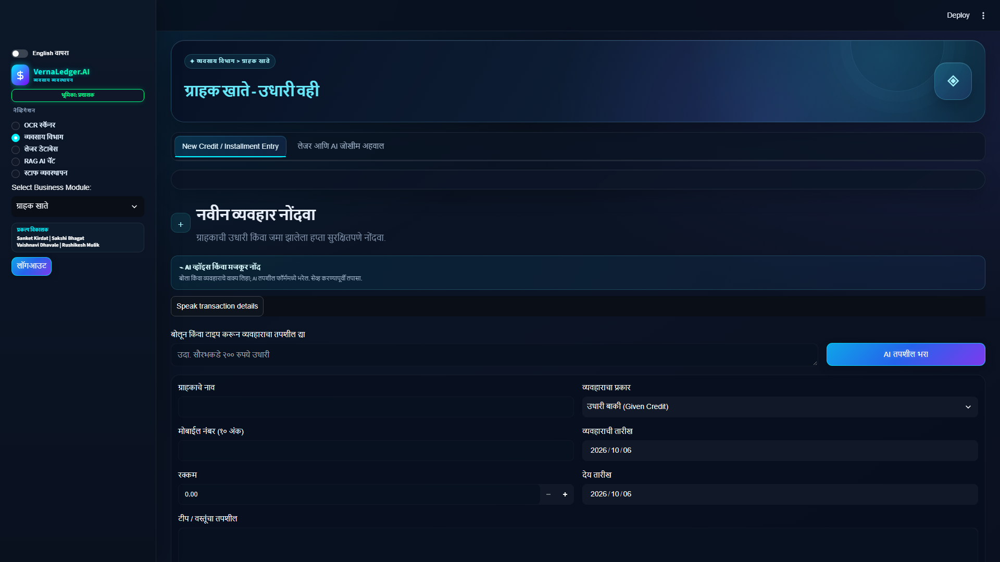 Deploy
English वापरा
$
VernaLedger.AI
व्यवसाय व्यवस्थापन
भूमिका: प्रशासक
नेव्हिगेशन
OCR स्कॅनर
व्यवसाय विभाग
लेजर डेटाबेस
RAG AI चॅट
स्टाफ व्यवस्थापन
Select Business Module:
ग्राहक खाते
प्रकल्प विकासक
Sanket Kirdat | Sakshi Bhagat
Vaishnavi Dhavale | Rushikesh Mulik
लॉगआउट
✦ व्यवसाय विभाग > ग्राहक खाते
ग्राहक खाते - उधारी वही
New Credit / Installment Entry
लेजर आणि AI जोखीम अहवाल
+
नवीन व्यवहार नोंदवा
ग्राहकाची उधारी किंवा जमा झालेला हप्ता सुरक्षितपणे नोंदवा.
⌁ AI व्हॉइस किंवा मजकूर नोंद
बोला किंवा व्यवहाराचे वाक्य लिहा; AI तपशील फॉर्ममध्ये भरेल. सेव्ह करण्यापूर्वी तपासा.
Speak transaction details
बोलून किंवा टाइप करून व्यवहाराचा तपशील द्या
उदा. सौरभकडे २०० रुपये उधारी
AI तपशील भरा
ग्राहकाचे नाव
व्यवहाराचा प्रकार
उधारी बाकी (Given Credit)
मोबाईल नंबर (१० अंक)
व्यवहाराची तारीख
2026/10/06
रक्कम
देय तारीख
0.00
2026/10/06
टीप / वस्तूंचा तपशील